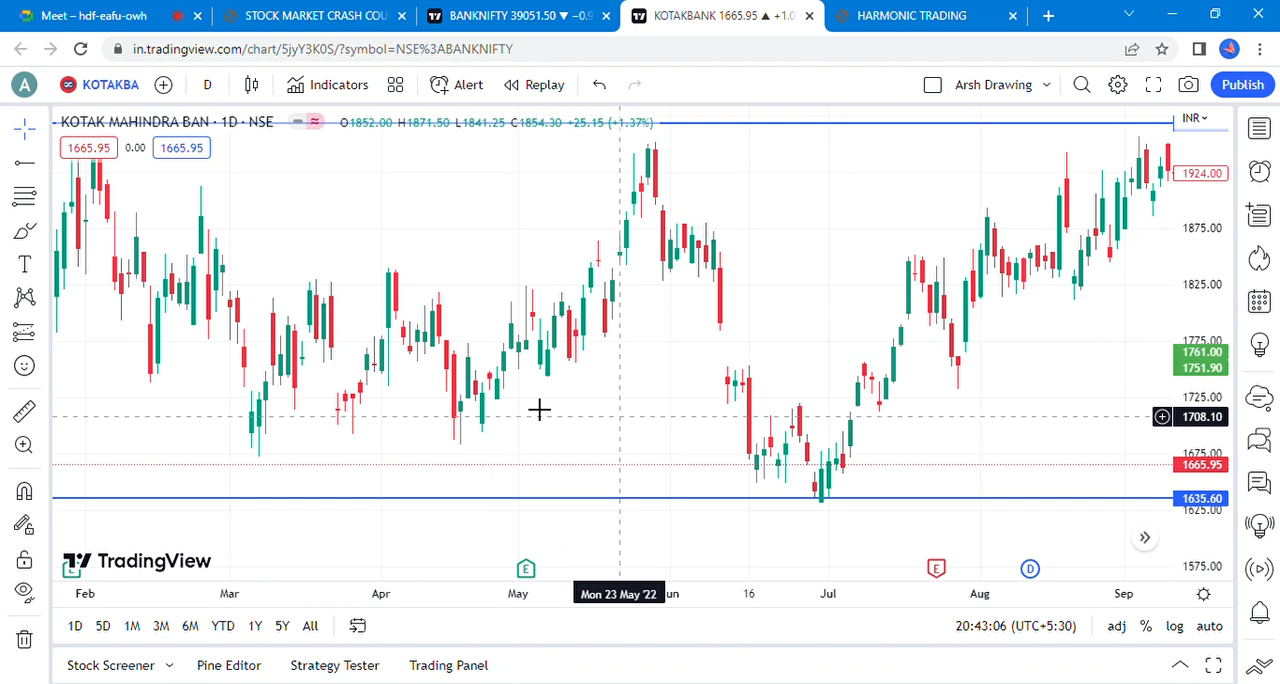 Meet – hdf-eafu-owh
STOCK MARKET CRASH COU
BANKNIFTY 39051.50 ▼ −0.9
KOTAKBANK 1665.95 ▲ +1.0
HARMONIC TRADING
in.tradingview.com/chart/5jyY3K0S/?symbol=NSE%3ABANKNIFTY
A KOTAKBA D Indicators Alert Replay Arsh Drawing Publish
KOTAK MAHINDRA BAN · 1D · NSE O1852.00 H1871.50 L1841.25 C1854.30 +25.15 (+1.37%) INR
1665.95 0.00 1665.95
1924.00
1875.00
1825.00
1775.00
1761.00
1751.90
1725.00
1708.10
1675.00
1665.95
1635.60
1625.00
1575.00
T
TradingView
E E E D
Feb Mar Apr May Mon 23 May '22 un 16 Jul Aug Sep
1D 5D 1M 3M 6M YTD 1Y 5Y All 20:43:06 (UTC+5:30) adj % log auto
Stock Screener Pine Editor Strategy Tester Trading Panel